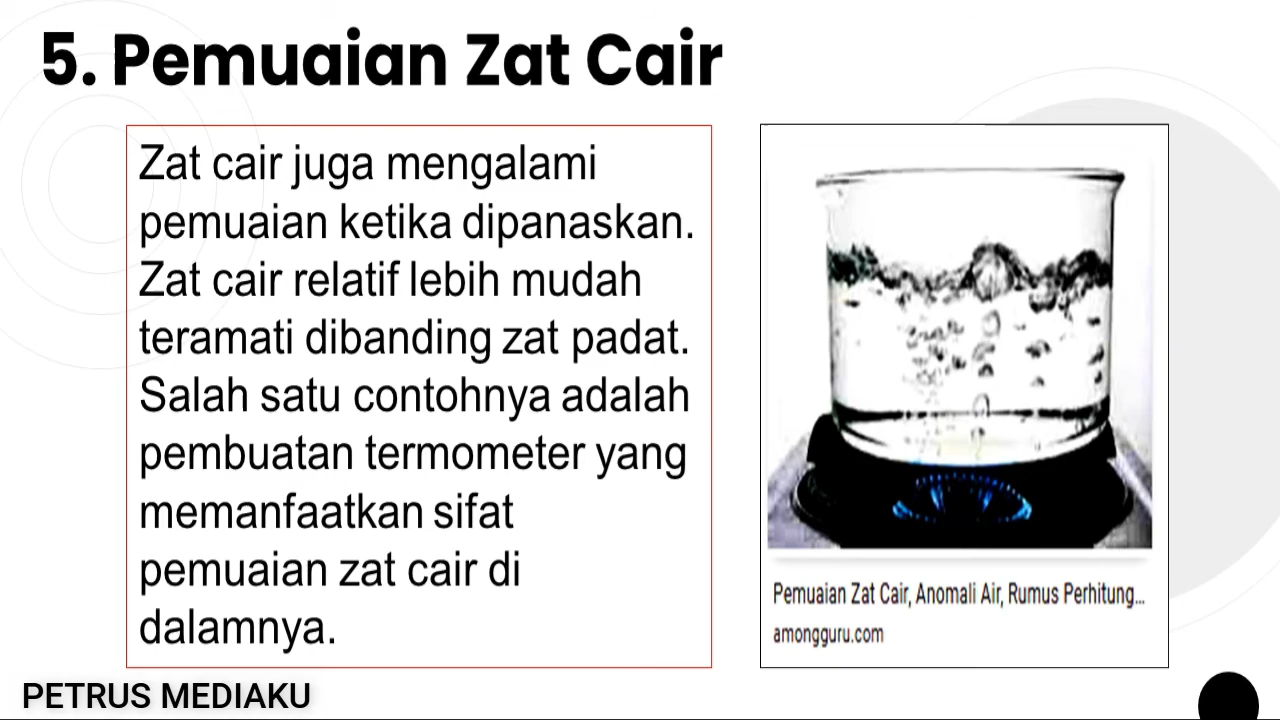 5. Pemuaian Zat Cair
Zat cair juga mengalami
pemuaian ketika dipanaskan.
Zat cair relatif lebih mudah
teramati dibanding zat padat.
Salah satu contohnya adalah
pembuatan termometer yang
memanfaatkan sifat
pemuaian zat cair di
dalamnya.
Pemuaian Zat Cair, Anomali Air, Rumus Perhitung...
amongguru.com
PETRUS MEDIAKU